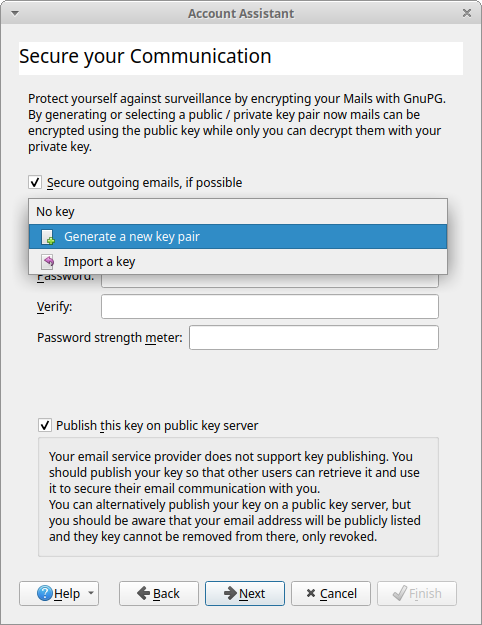 Account Assistant
Secure your Communication
Protect yourself against surveillance by encrypting your Mails with GnuPG.
By generating or selecting a public / private key pair now mails can be
encrypted using the public key while only you can decrypt them with your
private key.
Secure outgoing emails, if possible
No key
Generate a new key pair
Import a key
Password:
Verify:
Password strength meter:
Publish this key on public key server
Your email service provider does not support key publishing. You
should publish your key so that other users can retrieve it and use
it to secure their email communication with you.
You can alternatively publish your key on a public key server, but
you should be aware that your email address will be publicly listed
and they key cannot be removed from there, only revoked.
Help Back Next Cancel Finish